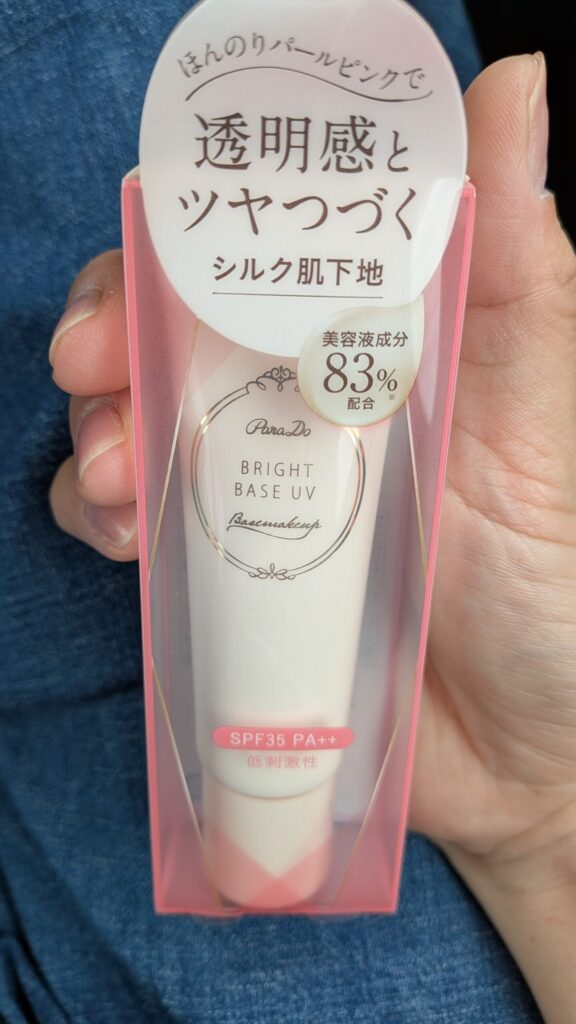 ほんのりパールピンクで
透明感と
ツヤつづく
シルク肌下地
美容液成分
83%※
配合
ParaDo
BRIGHT
BASE UV
Basemakeup
SPF35 PA++
低刺激性